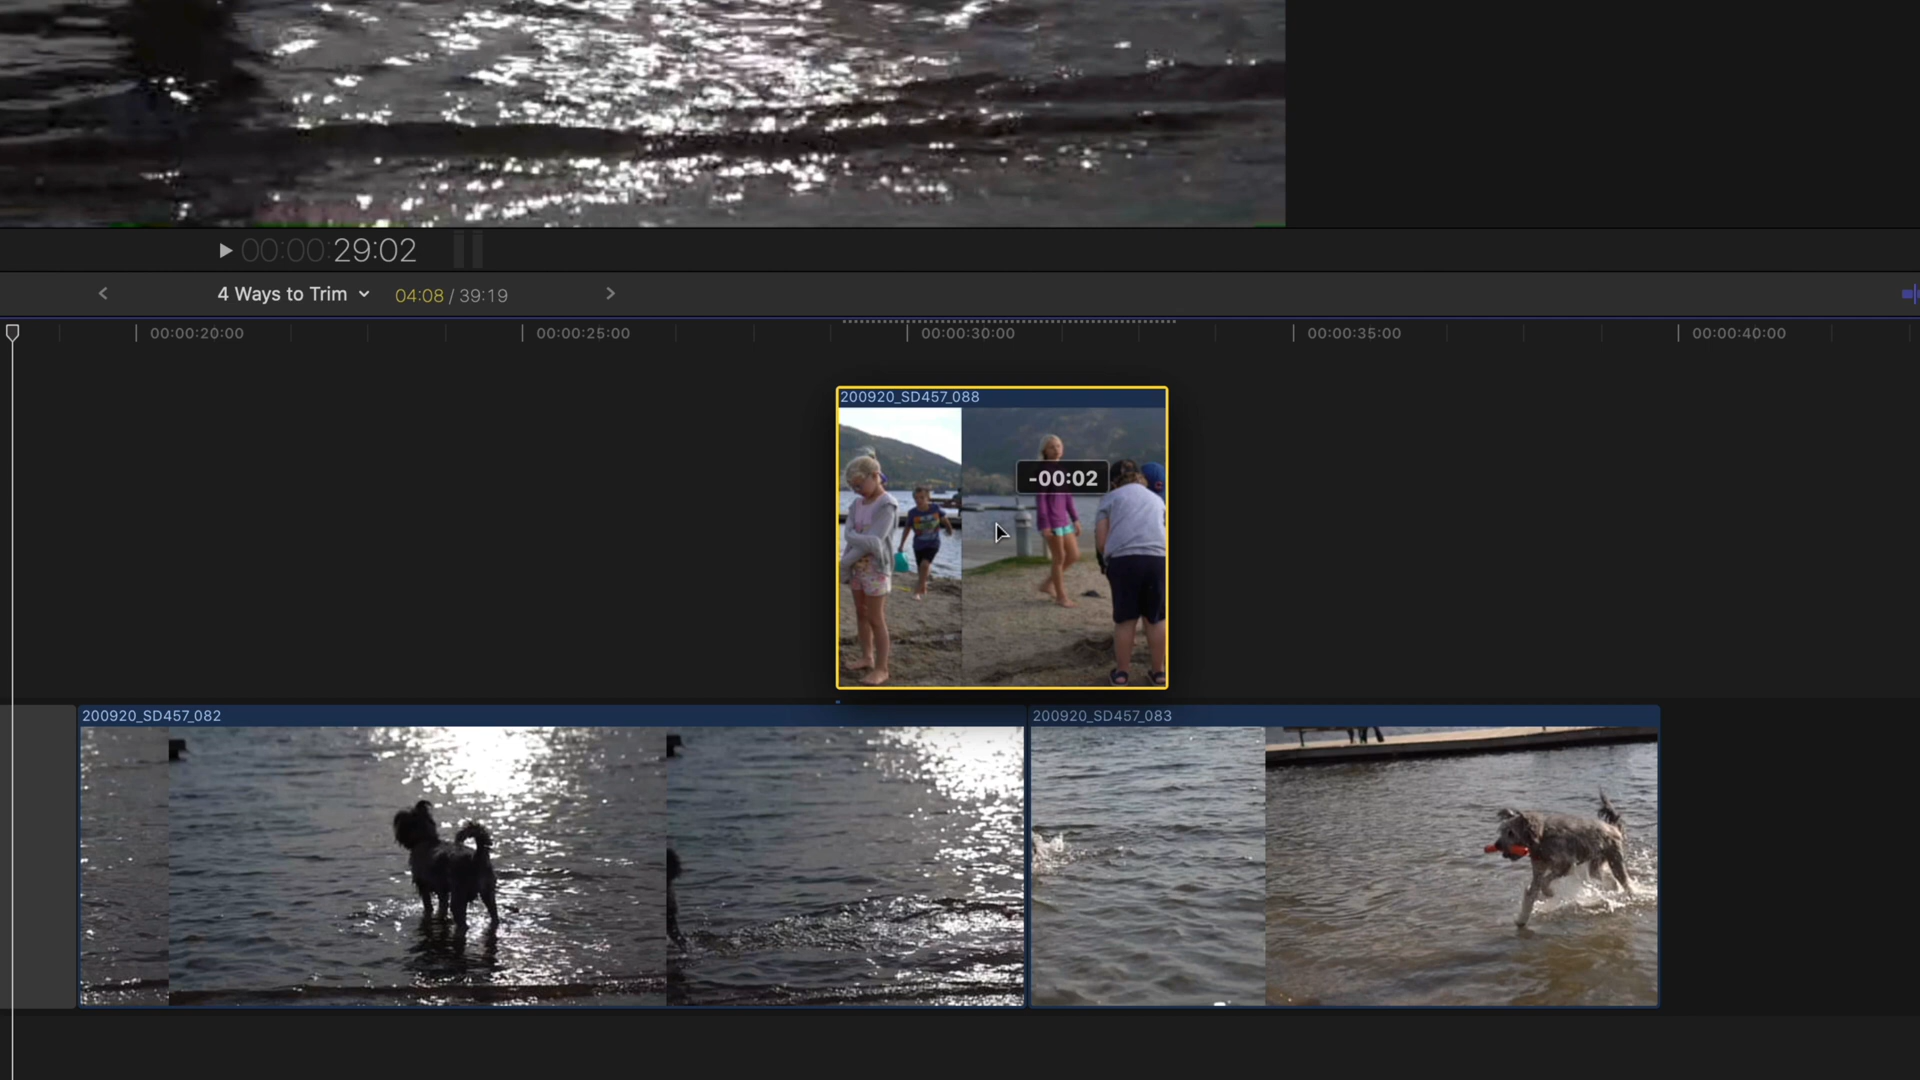 00:00:29:02
4 Ways to Trim
04:08 / 39:19
00:00:20:00
00:00:25:00
00:00:30:00
00:00:35:00
00:00:40:00
200920_SD457_088
-00:02
200920_SD457_082
200920_SD457_083